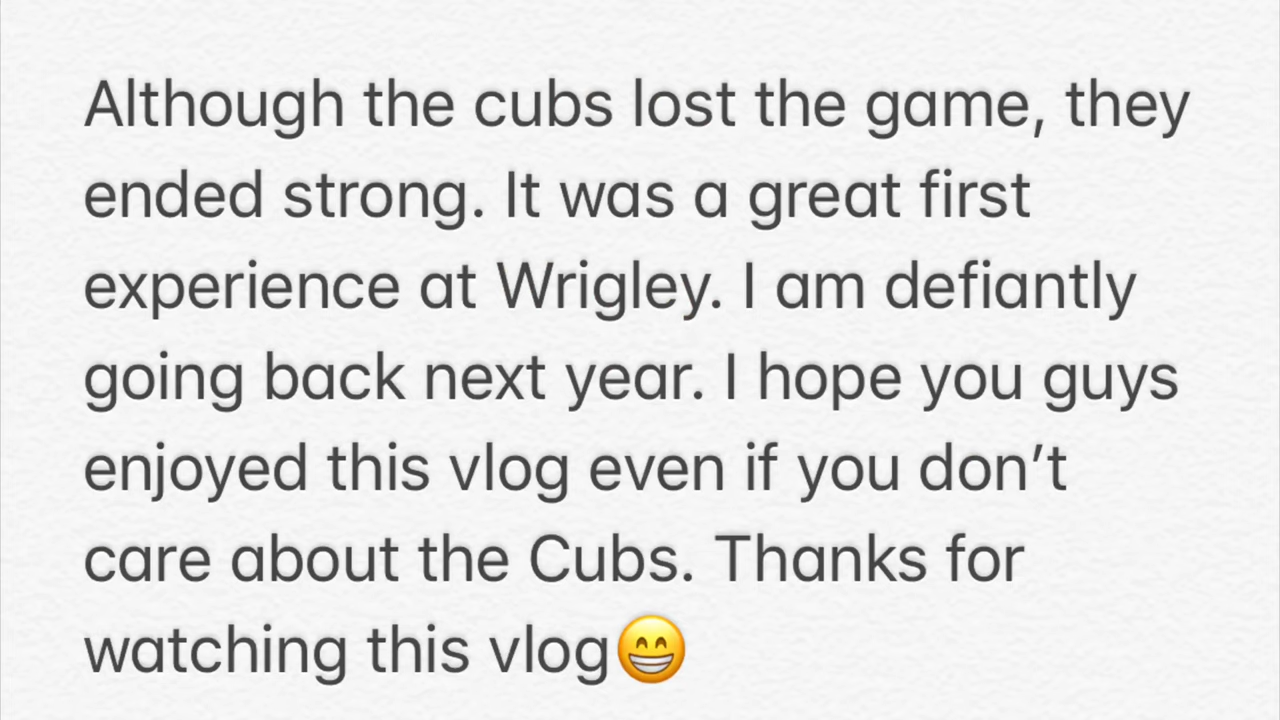 Although the cubs lost the game, they
ended strong. It was a great first
experience at Wrigley. I am defiantly
going back next year. I hope you guys
enjoyed this vlog even if you don’t
care about the Cubs. Thanks for
watching this vlog😁